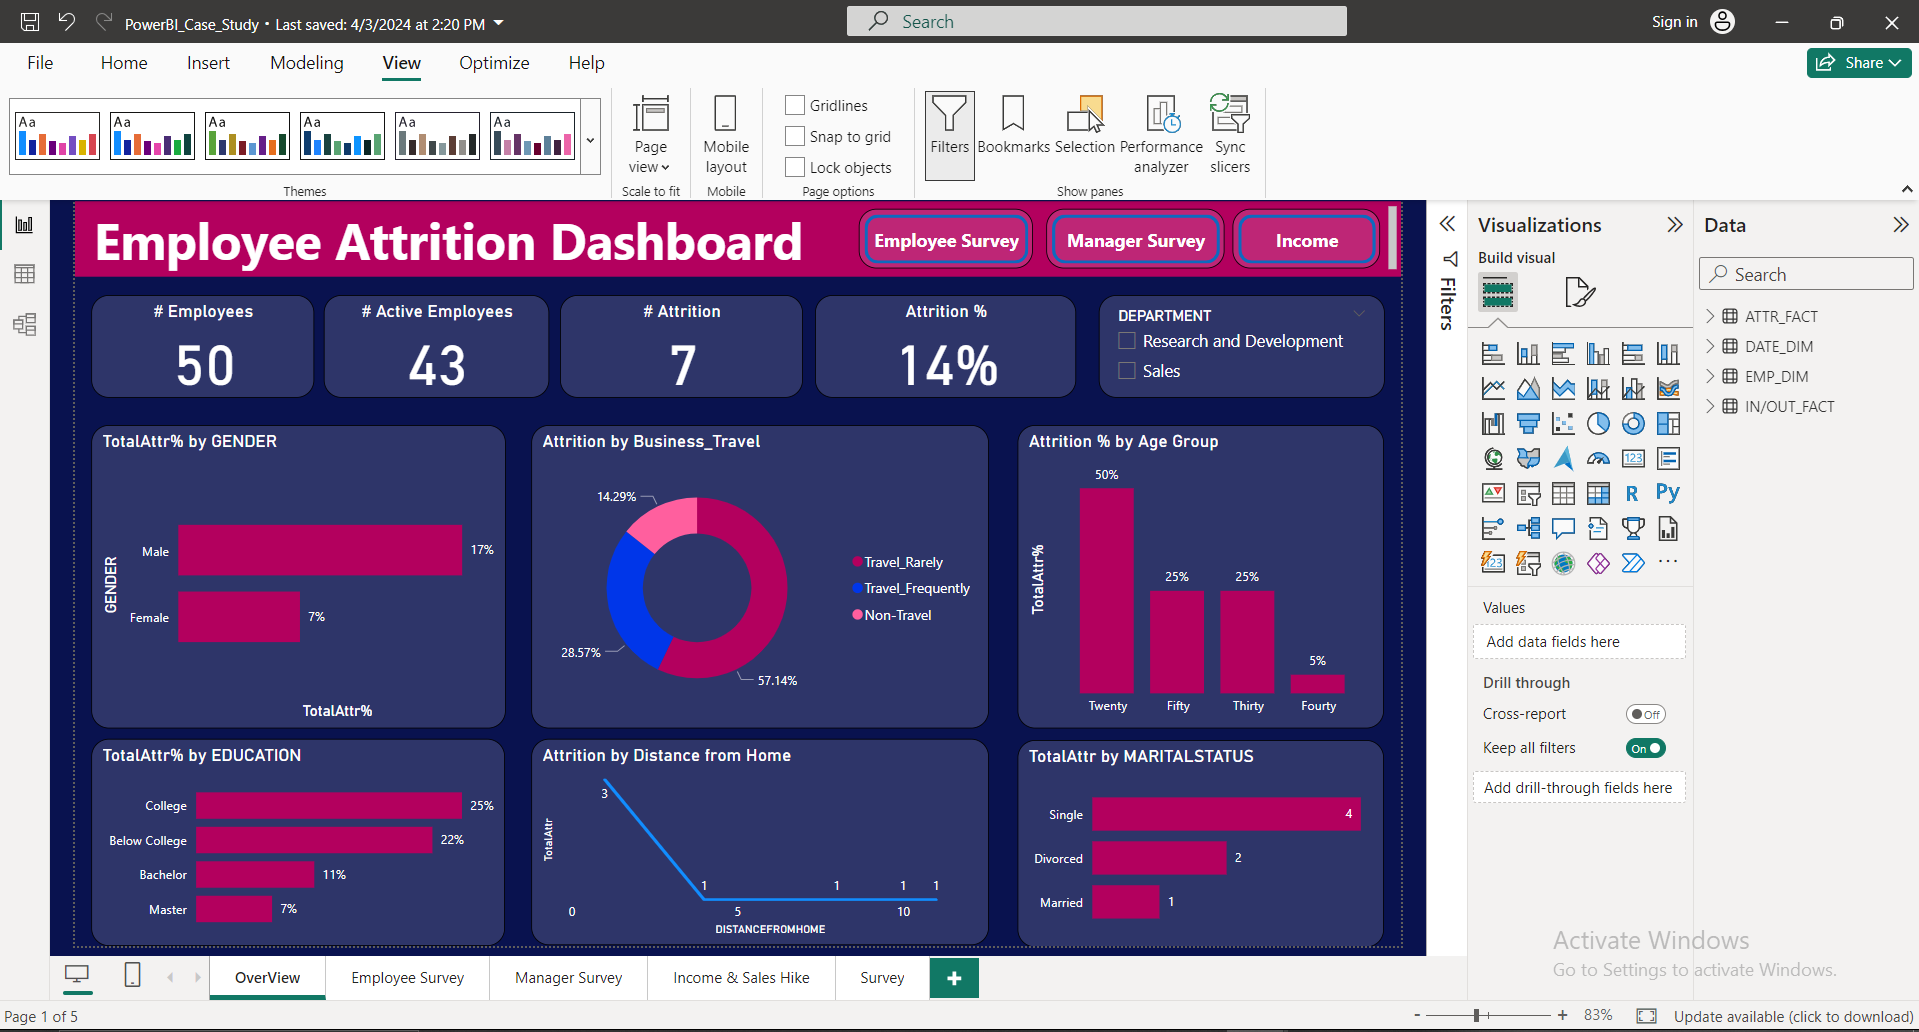 PowerBI_Case_Study • Last saved: 4/3/2024 at 2:20 PM
Search
Sign in
File
Home
Insert
Modeling
View
Optimize
Help
Share
Aa
Aa
Aa
Aa
Aa
Aa
Themes
Page
view
Scale to fit
Mobile
layout
Mobile
Gridlines
Snap to grid
Lock objects
Page options
Filters
Bookmarks
Selection
Performance
analyzer
Sync
slicers
Show panes
Employee Attrition Dashboard
Employee Survey
Manager Survey
Income
# Employees
50
# Active Employees
43
# Attrition
7
Attrition %
14%
DEPARTMENT
Research and Development
Sales
TotalAttr% by GENDER
GENDER
Male
17%
Female
7%
TotalAttr%
Attrition by Business_Travel
14.29%
28.57%
57.14%
Travel_Rarely
Travel_Frequently
Non-Travel
Attrition % by Age Group
TotalAttr%
50%
25%
25%
5%
Twenty
Fifty
Thirty
Fourty
TotalAttr% by EDUCATION
College
25%
Below College
22%
Bachelor
11%
Master
7%
Attrition by Distance from Home
TotalAttr
3
1
1
1
1
0
5
10
DISTANCEFROMHOME
TotalAttr by MARITALSTATUS
Single
4
Divorced
2
Married
1
Filters
Visualizations
Build visual
123
R
Py
123
Values
Add data fields here
Drill through
Cross-report
Off
Keep all filters
On
Add drill-through fields here
Data
Search
ATTR_FACT
DATE_DIM
EMP_DIM
IN/OUT_FACT
Activate Windows
Go to Settings to activate Windows.
OverView
Employee Survey
Manager Survey
Income & Sales Hike
Survey
+
Page 1 of 5
-
+
83%
Update available (click to download)